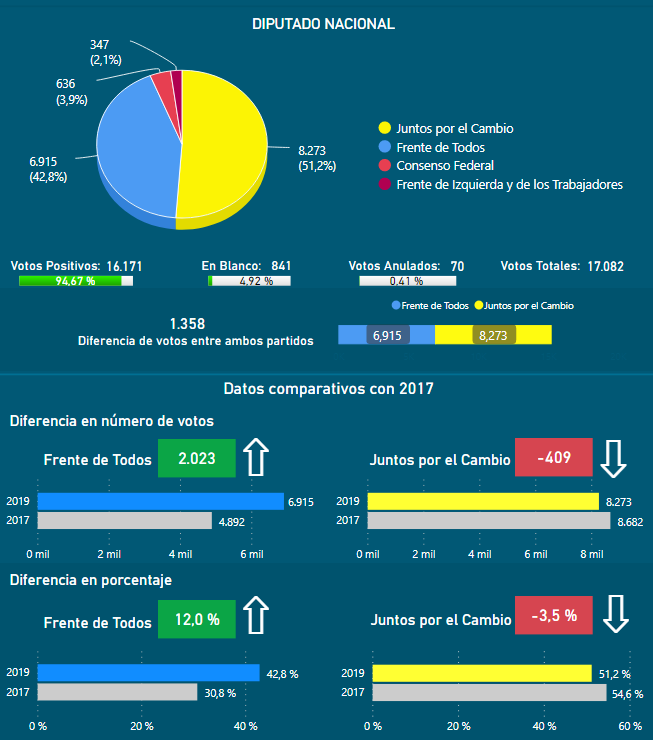 DIPUTADO NACIONAL
347
(2,1%)
636
(3,9%)
6.915
(42,8%)
8.273
(51,2%)
Juntos por el Cambio
Frente de Todos
Consenso Federal
Frente de Izquierda y de los Trabajadores
Votos Positivos: 16.171
94,67 %
En Blanco: 841
4,92 %
Votos Anulados: 70
0,41 %
Votos Totales: 17.082
1.358
Diferencia de votos entre ambos partidos
Frente de Todos Juntos por el Cambio
6,915 8,273
Datos comparativos con 2017
Diferencia en número de votos
Frente de Todos 2.023
2019 6.915
2017 4.892
0 mil 2 mil 4 mil 6 mil
Juntos por el Cambio -409
2019 8.273
2017 8.682
0 mil 2 mil 4 mil 6 mil 8 mil
Diferencia en porcentaje
Frente de Todos 12,0 %
2019 42,8 %
2017 30,8 %
0 % 20 % 40 %
Juntos por el Cambio -3,5 %
2019 51,2 %
2017 54,6 %
0 % 20 % 40 % 60 %